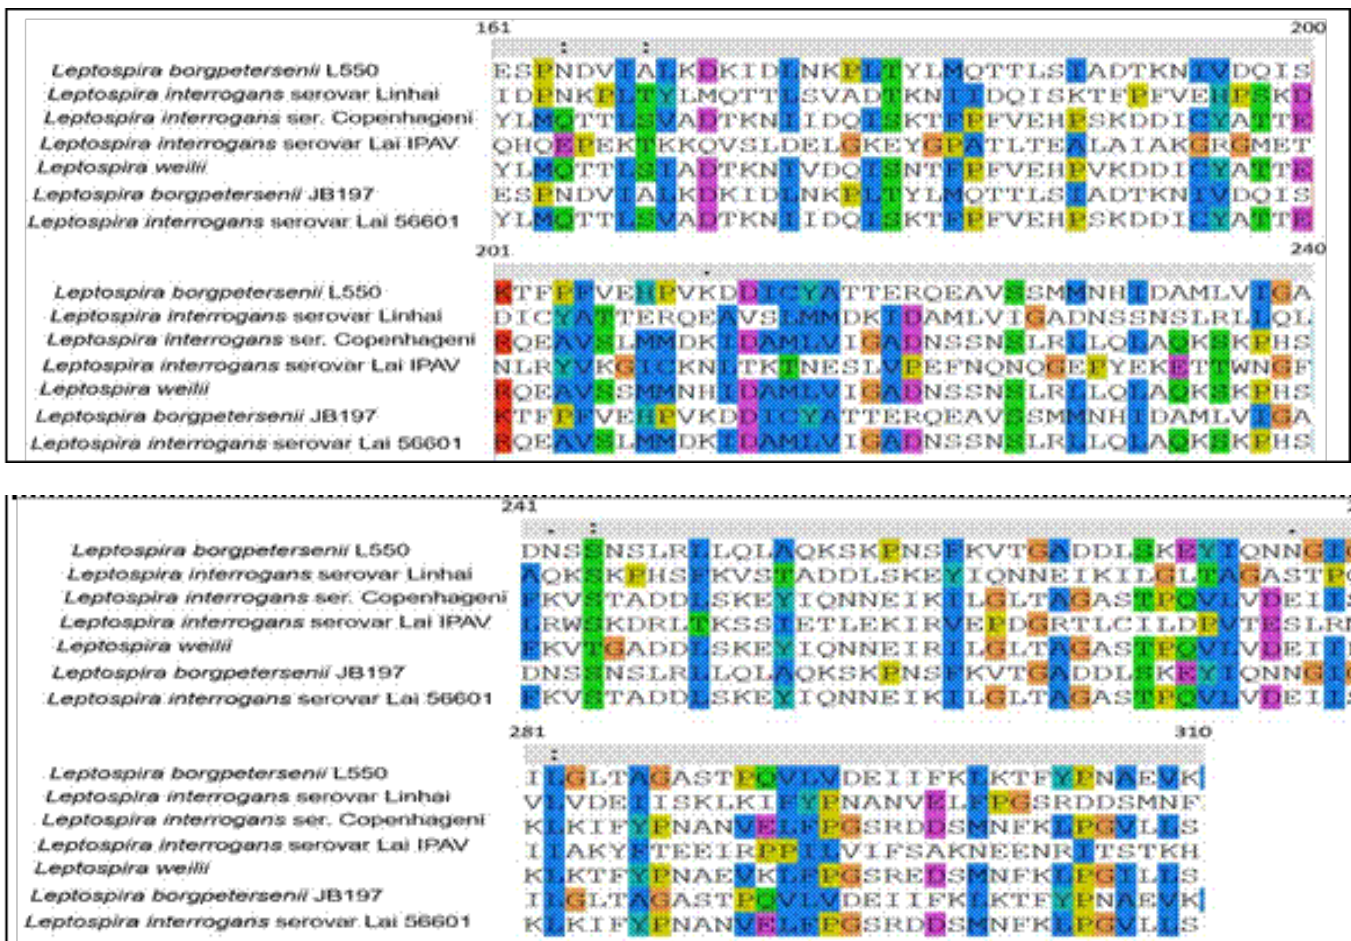 161 200
: :
Leptospira borgpetersenii L550 ESPNDVIALKDKIDLNKPLTYLMQTTLSIADTKNIVDQIS
Leptospira interrogans serovar Linhai IDPNKPLTYLMQTTLSVADTKNIIDQISKTFPFVEHPSKD
Leptospira interrogans ser. Copenhageni YLMQTTLSVADTKNIIDQISKTFPFVEHPSKDDICYATTE
Leptospira interrogans serovar Lai IPAV QHQEPEKTKKQVSLDELGKEYGPATLTEALAIAKGRGMET
Leptospira weilii YLMQTTLSIADTKNIVDQISNTFPFVEHPVKDDICYATTE
Leptospira borgpetersenii JB197 ESPNDVIALKDKIDLNKPLTYLMQTTLSIADTKNIVDQIS
Leptospira interrogans serovar Lai 56601 YLMQTTLSVADTKNIIDQISKTFPFVEHPSKDDICYATTE
201 240
.
Leptospira borgpetersenii L550 KTFPFVEHPVKDDICYATTERQEAVSSMMNHIDAMLVIGA
Leptospira interrogans serovar Linhai DICYATTERQEAVSLMMDKIDAMLVIGADNSSNSLRLLQL
Leptospira interrogans ser. Copenhageni RQEAVSLMMDKIDAMLVIGADNSSNSLRLLQLAQKSKPHS
Leptospira interrogans serovar Lai IPAV NLRYVKGICKNLTKTNESLVPEFNQNQGEPYEKETTWNGF
Leptospira weilii RQEAVSSMMNHIDAMLVIGADNSSNSLRLLQLAQKSKPHS
Leptospira borgpetersenii JB197 KTFPFVEHPVKDDICYATTERQEAVSSMMNHIDAMLVIGA
Leptospira interrogans serovar Lai 56601 RQEAVSLMMDKIDAMLVIGADNSSNSLRLLQLAQKSKPHS
241
. : .
Leptospira borgpetersenii L550 DNSSNSLRLLQLAQKSKPNSFKVTGADDLSKEYIQNNGI
Leptospira interrogans serovar Linhai AQKSKPHSFKVSTADDLSKEYIQNNEIKILGLTAGASTP
Leptospira interrogans ser. Copenhageni FKVSTADDLSKEYIQNNEIKILGLTAGASTPQVLVDEII
Leptospira interrogans serovar Lai IPAV LRWSKDRLTKSSIETLEKIRVEPDGRTLCILDPVTESLR
Leptospira weilii FKVTGADDLSKEYIQNNEIRILGLTAGASTPQVLVDEII
Leptospira borgpetersenii JB197 DNSSNSLRLLQLAQKSKPNSFKVTGADDLSKEYIQNNGI
Leptospira interrogans serovar Lai 56601 FKVSTADDLSKEYIQNNEIKILGLTAGASTPQVLVDEII
281 310
:
Leptospira borgpetersenii L550 ILGLTAGASTPQVLVDEIIFKLKTFYPNAEVK
Leptospira interrogans serovar Linhai VLVDEIISKLKIFYPNANVELFPGSRDDSMNF
Leptospira interrogans ser. Copenhageni KLKIFYPNANVELFPGSRDDSMNFKLPGVLLS
Leptospira interrogans serovar Lai IPAV IIAKYFTEEIRPPILVIFSAKNEENRITSTKH
Leptospira weilii KLKTFYPNAEVKLFPGSREDSMNFKLPGILLS
Leptospira borgpetersenii JB197 ILGLTAGASTPQVLVDEIIFKLKTFYPNAEVK
Leptospira interrogans serovar Lai 56601 KLKIFYPNANVELFPGSRDDSMNFKLPGVLLS